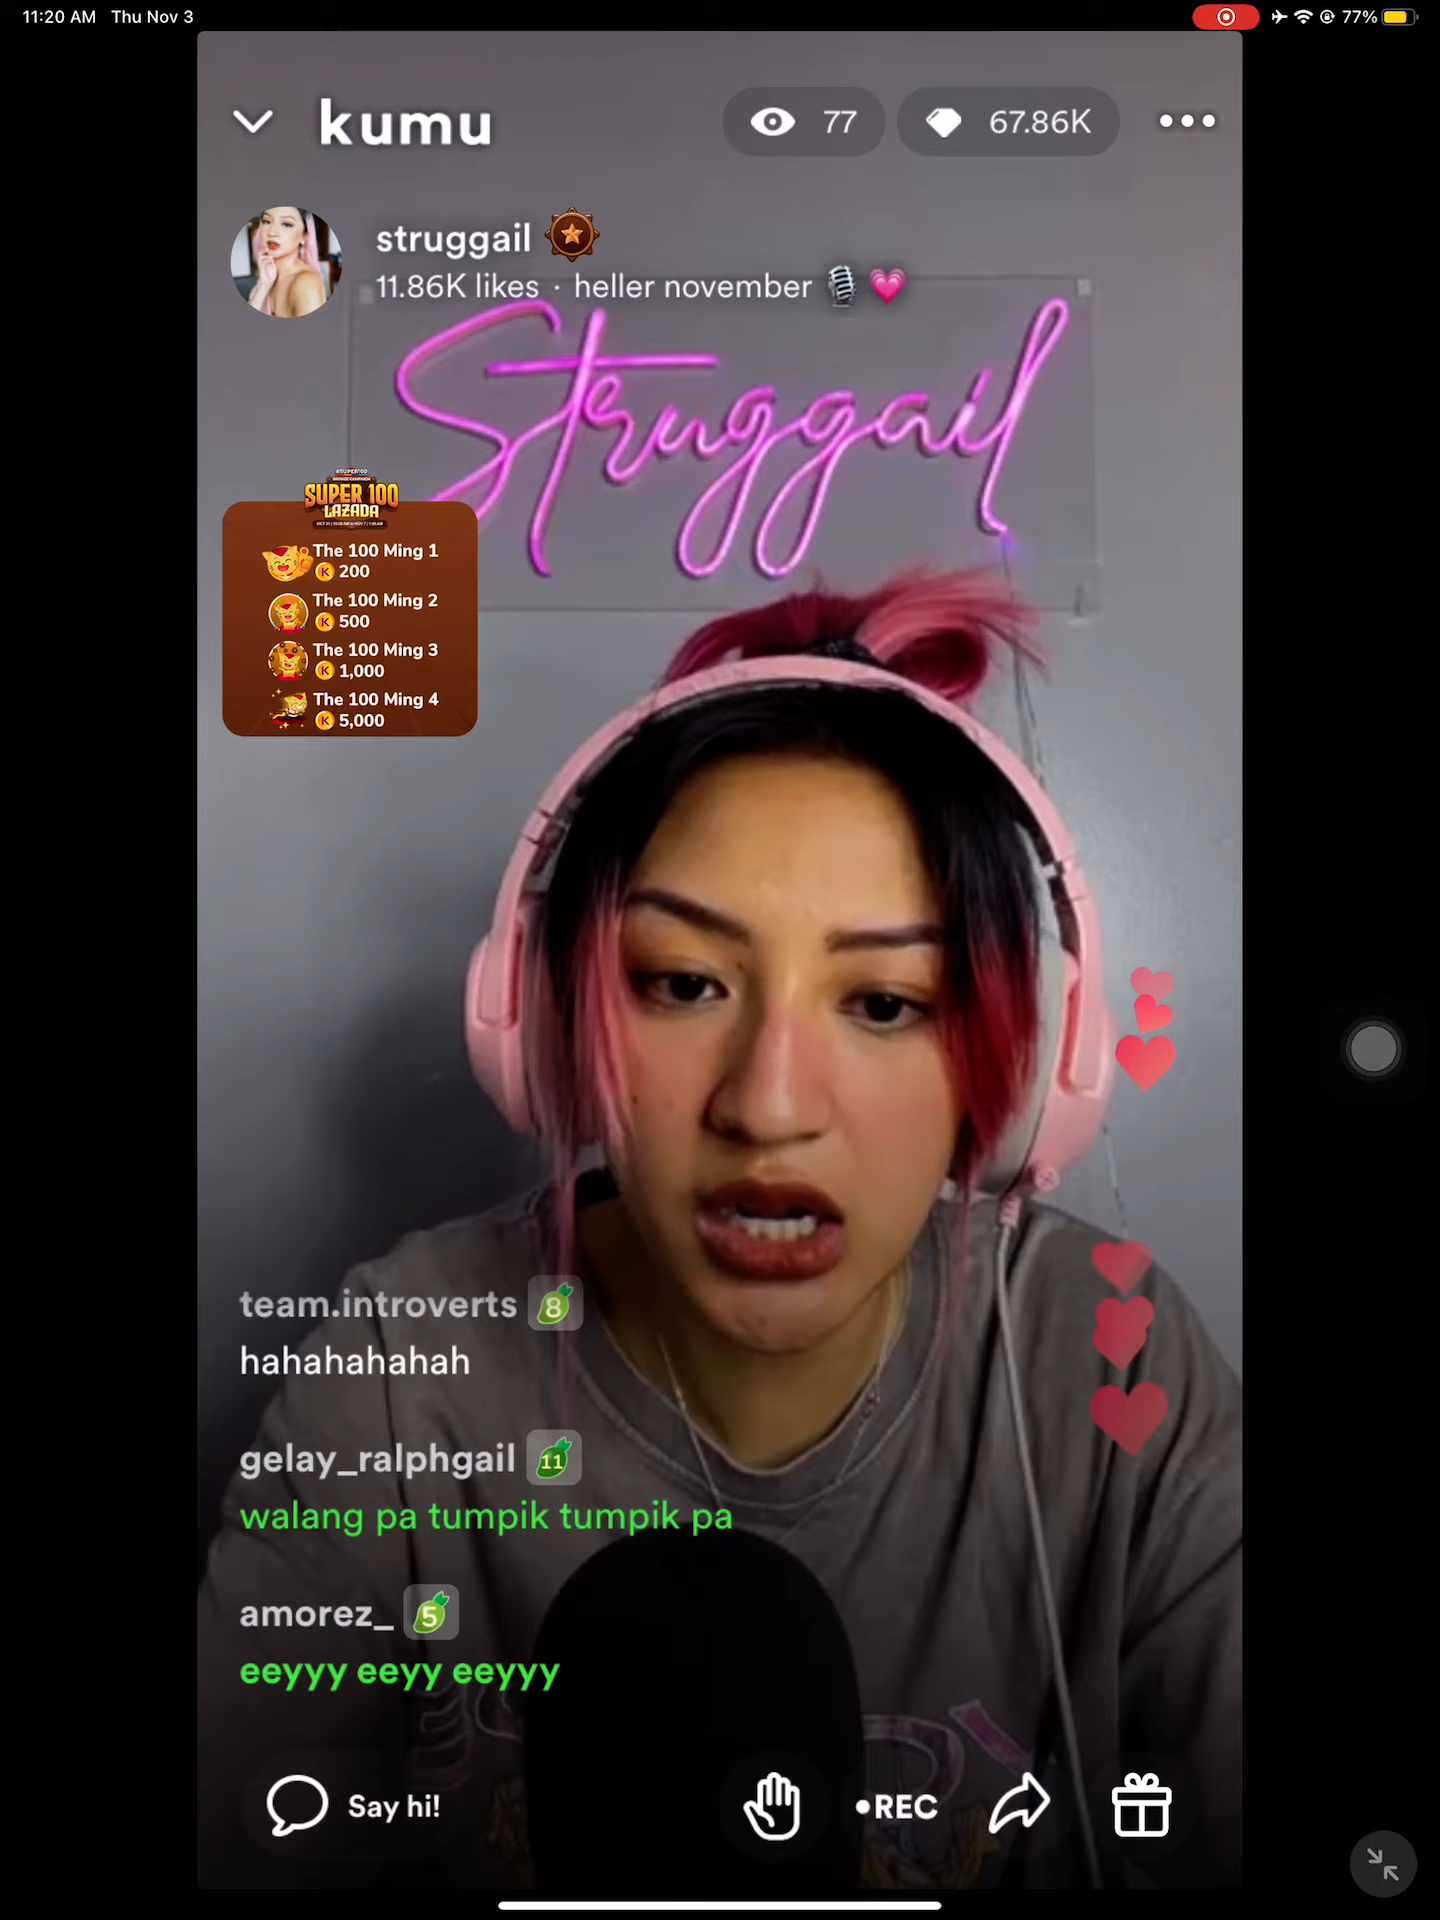 11:20 AM Thu Nov 3
77%
kumu
77
67.86K
struggail
11.86K likes · heller november
Struggail
#SUPER100
BRONZE CAMPAIGN
SUPER 100
LAZADA
The 100 Ming 1
K 200
The 100 Ming 2
K 500
The 100 Ming 3
K 1,000
The 100 Ming 4
K 5,000
team.introverts 8
hahahahahah
gelay_ralphgail 11
walang pa tumpik tumpik pa
amorez_ 5
eeyyy eeyy eeyyy
Say hi!
REC